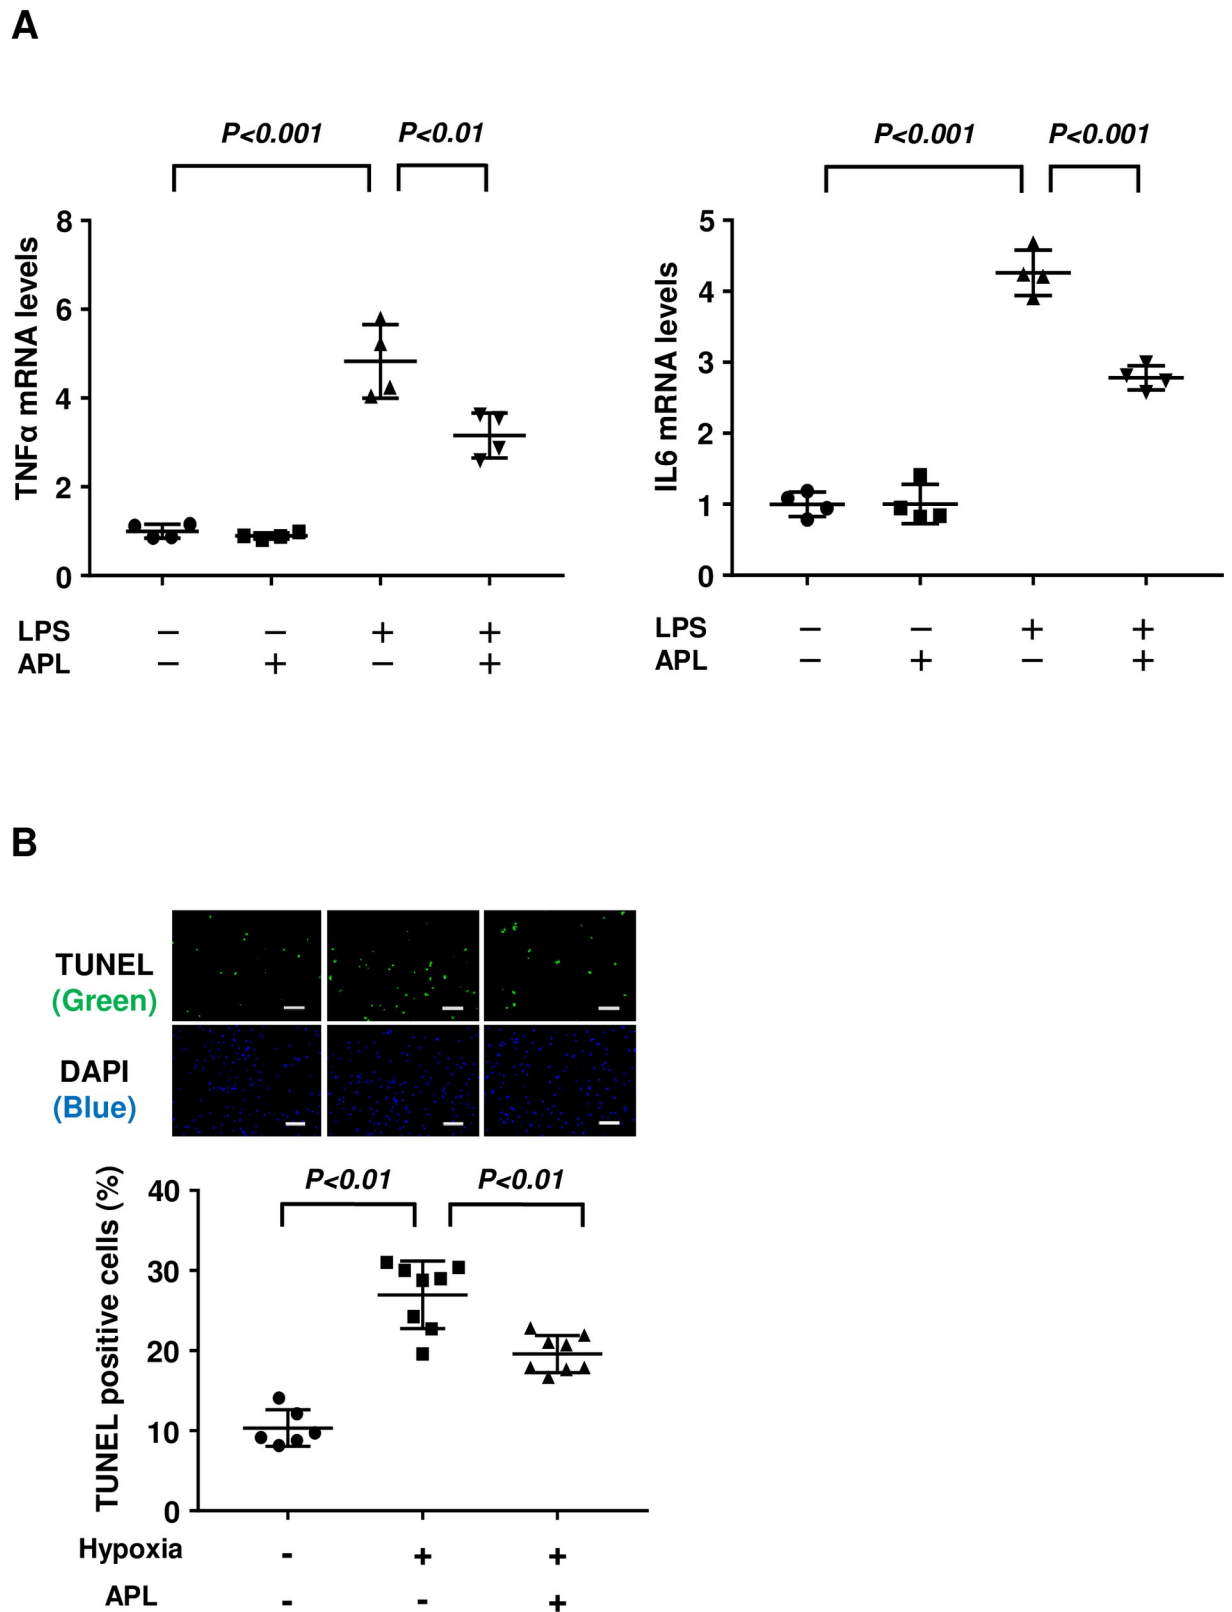 A
P<0.001 P<0.01
TNFα mRNA levels
8
6
4
2
0
LPS − − + +
APL − + − +
P<0.001 P<0.001
IL6 mRNA levels
5
4
3
2
1
0
LPS − − + +
APL − + − +
B
TUNEL
(Green)
DAPI
(Blue)
P<0.01 P<0.01
TUNEL positive cells (%)
40
30
20
10
0
Hypoxia - + +
APL - - +